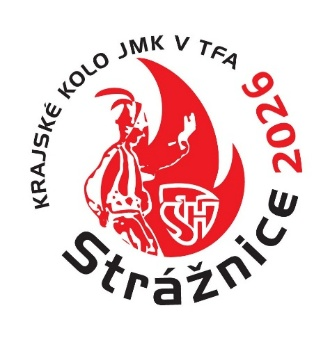 KRAJSKÉ KOLO JMK V TFA
Strážnice 2026
SH